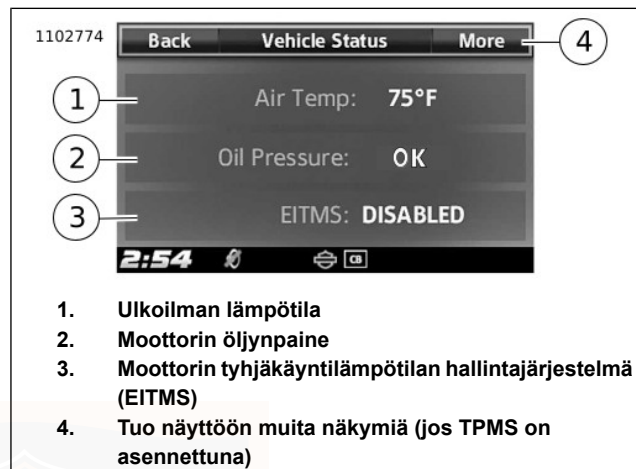 1102774
Back Vehicle Status More
4
1
Air Temp: 75°F
2
Oil Pressure: OK
3
EITMS: DISABLED
2:54 CB
1. Ulkoilman lämpötila
2. Moottorin öljynpaine
3. Moottorin tyhjäkäyntilämpötilan hallintajärjestelmä
(EITMS)
4. Tuo näyttöön muita näkymiä (jos TPMS on
asennettuna)